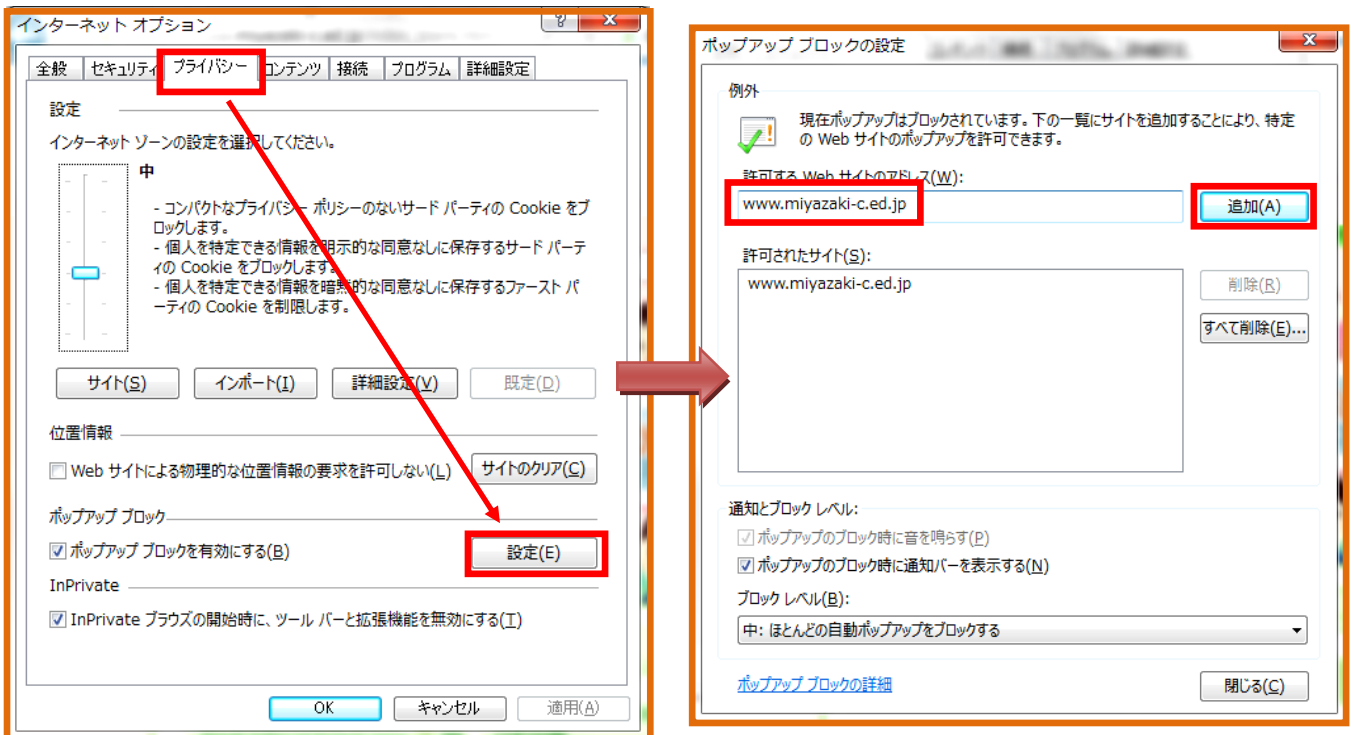 インターネット オプション
全般
セキュリティ
プライバシー
コンテンツ
接続
プログラム
詳細設定
設定
インターネット ゾーンの設定を選択してください。
中
- コンパクトなプライバシー ポリシーのないサード パーティの Cookie をブ
ロックします。
- 個人を特定できる情報を明示的な同意なしに保存するサード パーテ
ィの Cookie をブロックします。
- 個人を特定できる情報を暗黙的な同意なしに保存するファースト パ
ーティの Cookie を制限します。
サイト(S)
インポート(I)
詳細設定(V)
既定(D)
位置情報
Web サイトによる物理的な位置情報の要求を許可しない(L)
サイトのクリア(C)
ポップアップ ブロック
ポップアップ ブロックを有効にする(B)
設定(E)
InPrivate
InPrivate ブラウズの開始時に、ツール バーと拡張機能を無効にする(T)
OK
キャンセル
適用(A)
ポップアップ ブロックの設定
例外
現在ポップアップはブロックされています。下の一覧にサイトを追加することにより、特定
の Web サイトのポップアップを許可できます。
許可する Web サイトのアドレス(W):
www.miyazaki-c.ed.jp
追加(A)
許可されたサイト(S):
www.miyazaki-c.ed.jp
削除(R)
すべて削除(E)...
通知とブロック レベル:
ポップアップのブロック時に音を鳴らす(P)
ポップアップのブロック時に通知バーを表示する(N)
ブロック レベル(B):
中: ほとんどの自動ポップアップをブロックする
ポップアップ ブロックの詳細
閉じる(C)